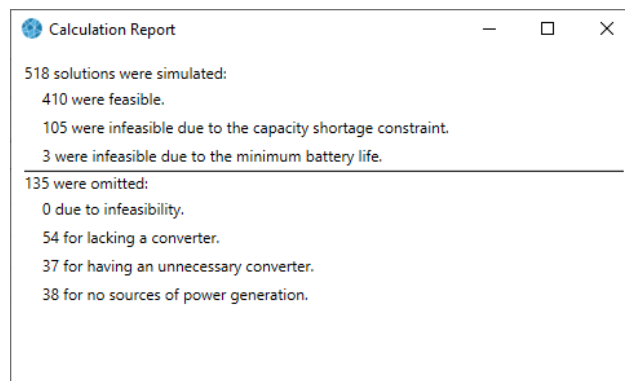 Calculation Report
518 solutions were simulated:
410 were feasible.
105 were infeasible due to the capacity shortage constraint.
3 were infeasible due to the minimum battery life.
135 were omitted:
0 due to infeasibility.
54 for lacking a converter.
37 for having an unnecessary converter.
38 for no sources of power generation.